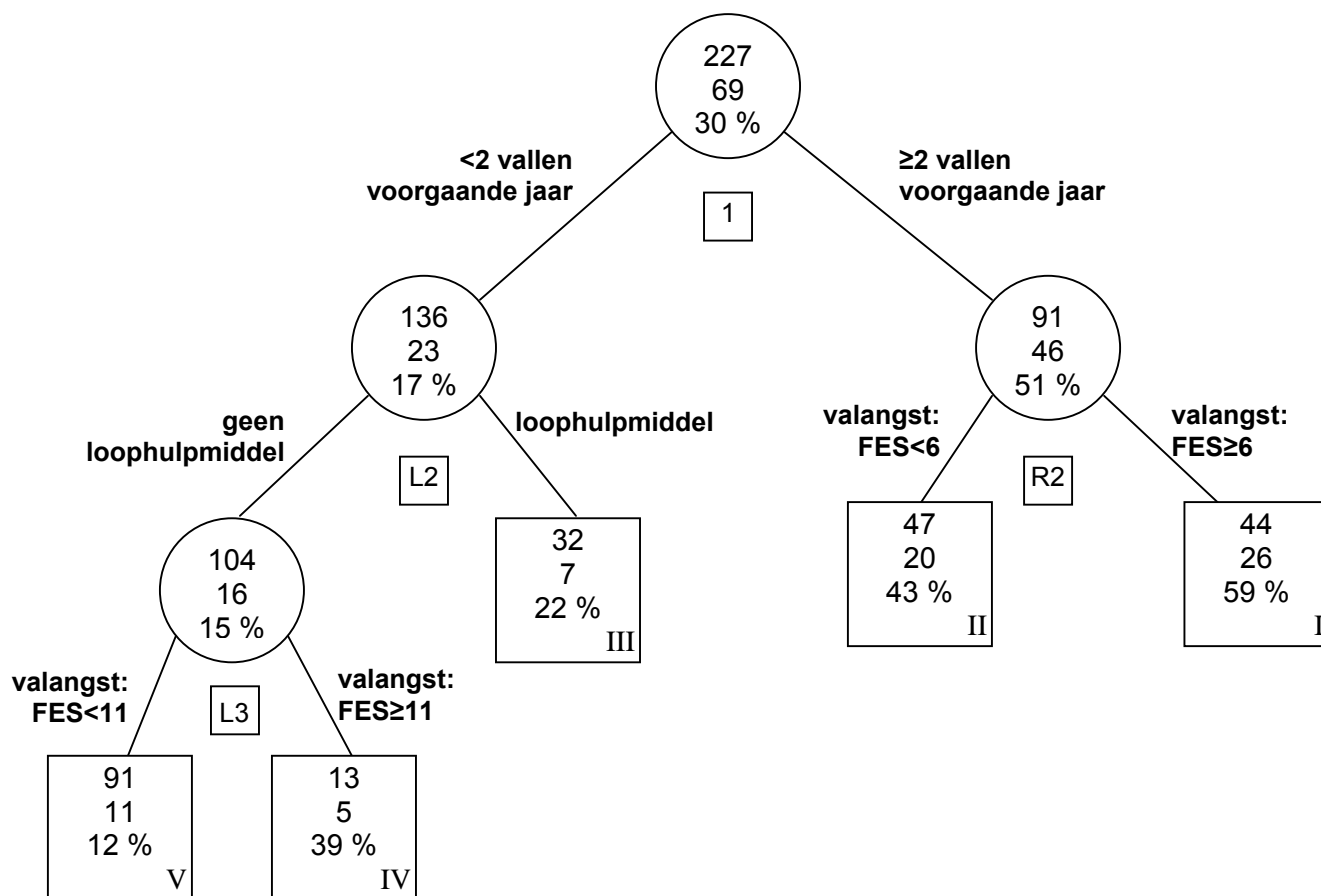 227
69
30 %
<2 vallen
voorgaande jaar
≥2 vallen
voorgaande jaar
1
136
23
17 %
91
46
51 %
geen
loophulpmiddel
loophulpmiddel
valangst:
FES<6
valangst:
FES≥6
L2
R2
104
16
15 %
32
7
22 %
III
47
20
43 %
II
44
26
59 %
I
valangst:
FES<11
valangst:
FES≥11
L3
91
11
12 %
V
13
5
39 %
IV